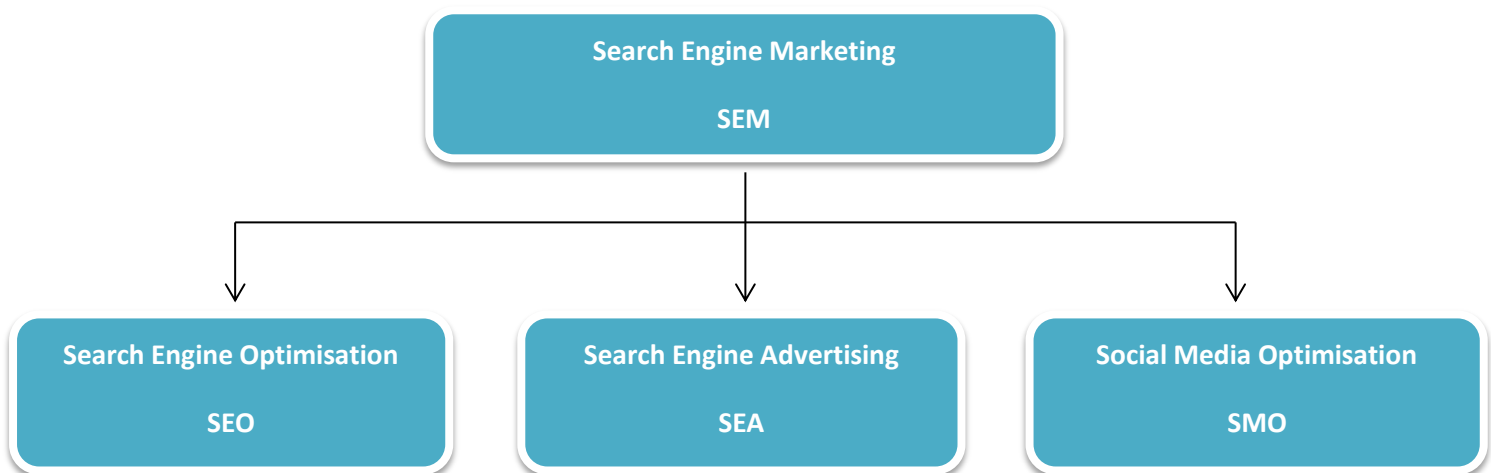 Search Engine Marketing
SEM
Search Engine Optimisation
SEO
Search Engine Advertising
SEA
Social Media Optimisation
SMO